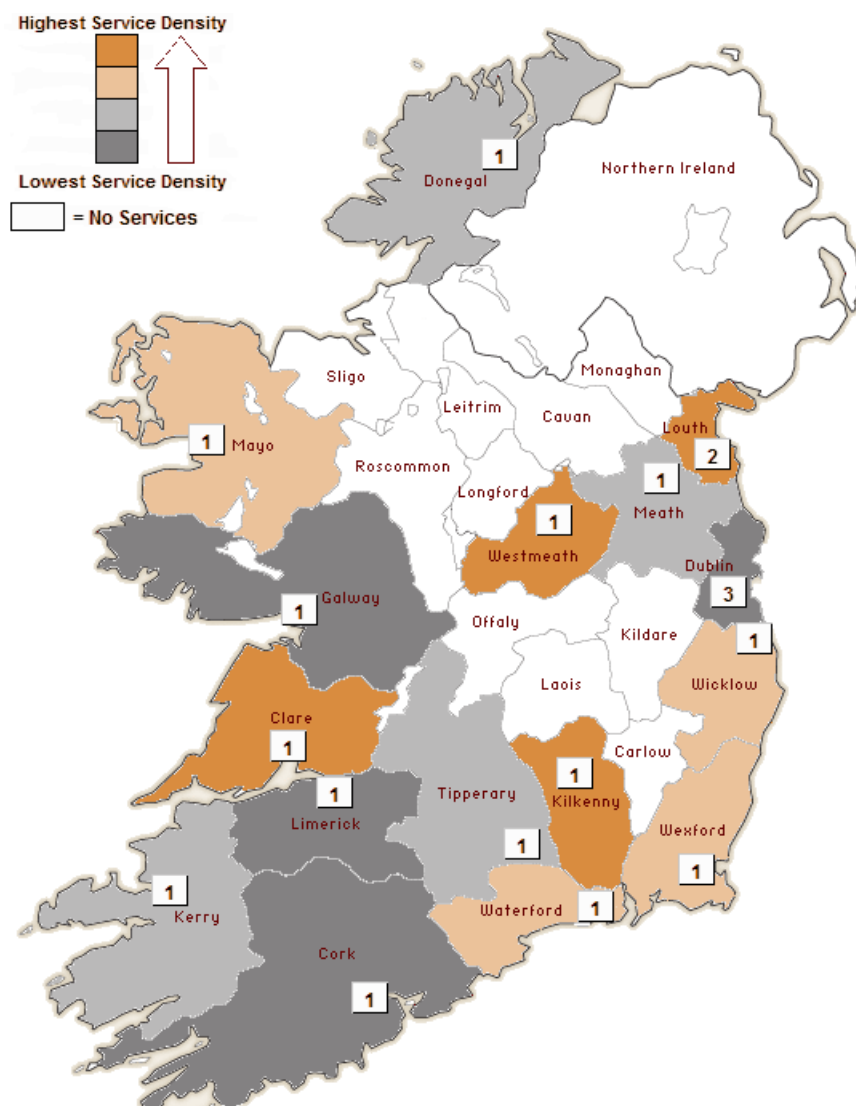 Highest Service Density
Lowest Service Density
= No Services
1
Donegal
Northern Ireland
Monaghan
Sligo
Leitrim
Cavan
Louth
1
Mayo
2
Roscommon
1
Longford
Meath
1
Westmeath
Dublin
3
Galway
1
Offaly
Kildare
1
Wicklow
Laois
Clare
1
Carlow
1
Tipperary
1
Kilkenny
Limerick
Wexford
1
1
1
Kerry
Waterford
1
Cork
1